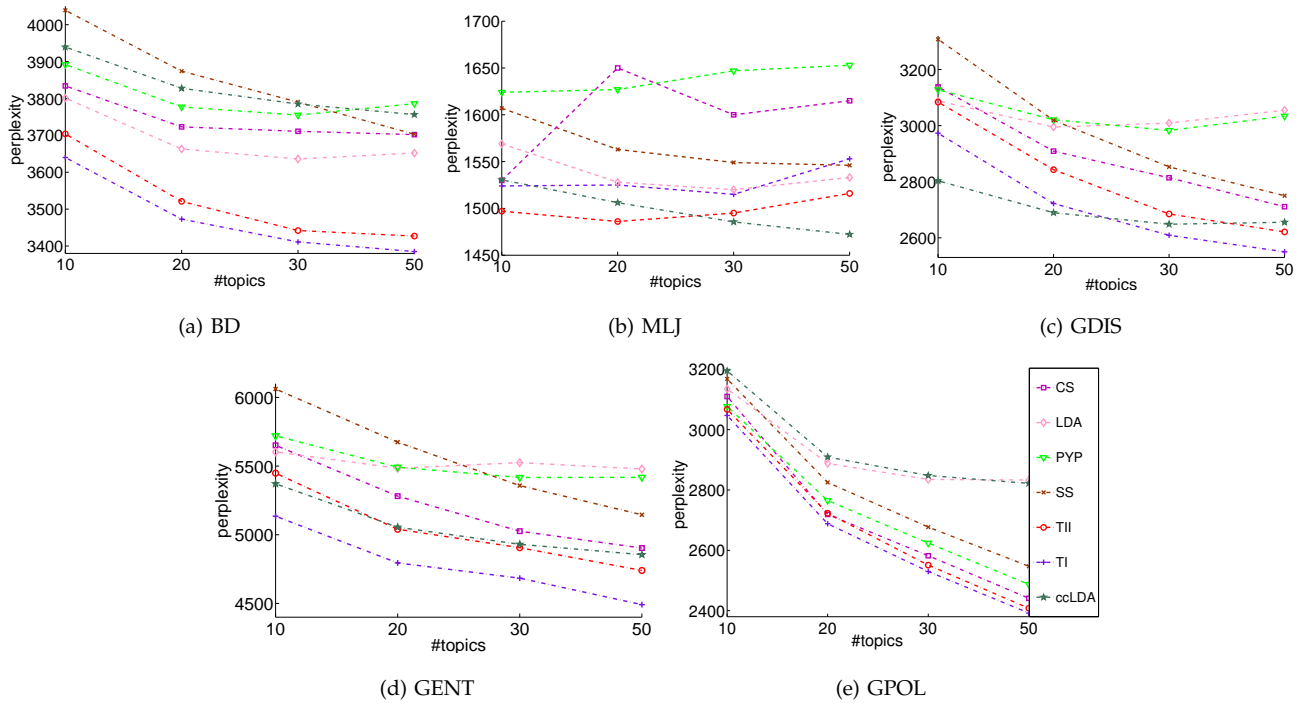 4000
3900
3800
3700
3600
3500
3400
perplexity
10 20 30 50
#topics
(a) BD
1700
1650
1600
1550
1500
1450
perplexity
10 20 30 50
#topics
(b) MLJ
3200
3000
2800
2600
perplexity
10 20 30 50
#topics
(c) GDIS
6000
5500
5000
4500
perplexity
10 20 30 50
#topics
(d) GENT
3200
3000
2800
2600
2400
perplexity
10 20 30 50
#topics
CS
LDA
PYP
SS
TII
TI
ccLDA
(e) GPOL